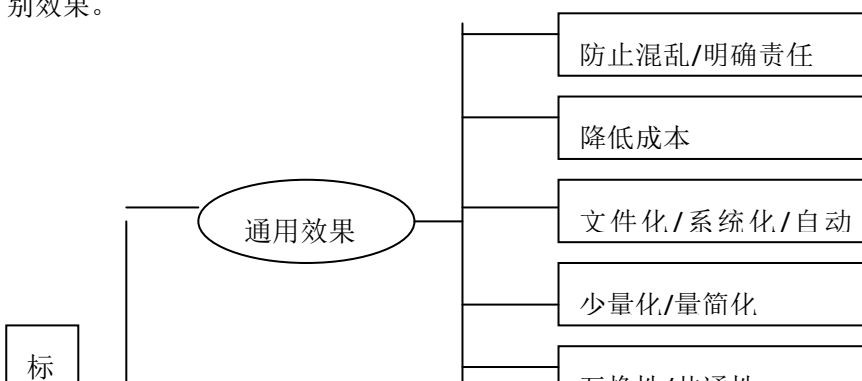 别效果。
防止混乱/明确责任
降低成本
通用效果
文件化/系统化/自动
少量化/量简化
标